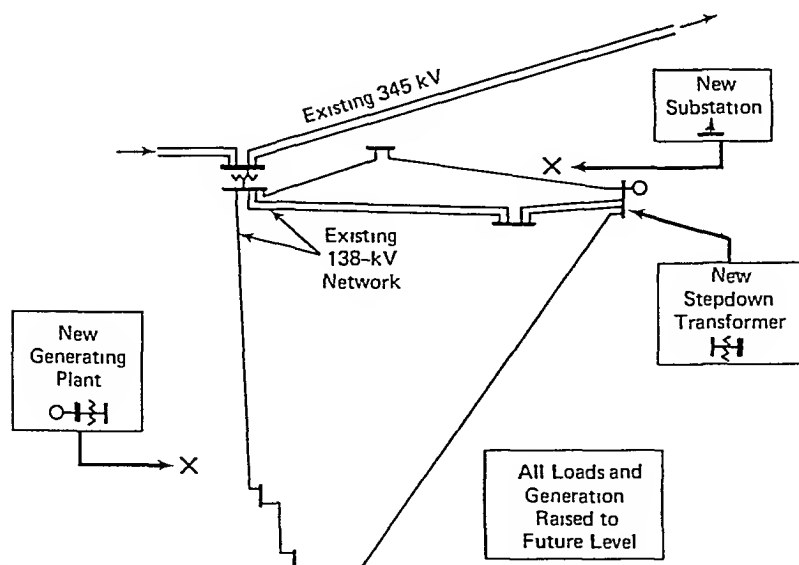 Existing 345 kV
New
Substation
Existing
138-kV
Network
New
Stepdown
Transformer
New
Generating
Plant
All Loads and
Generation
Raised to
Future Level